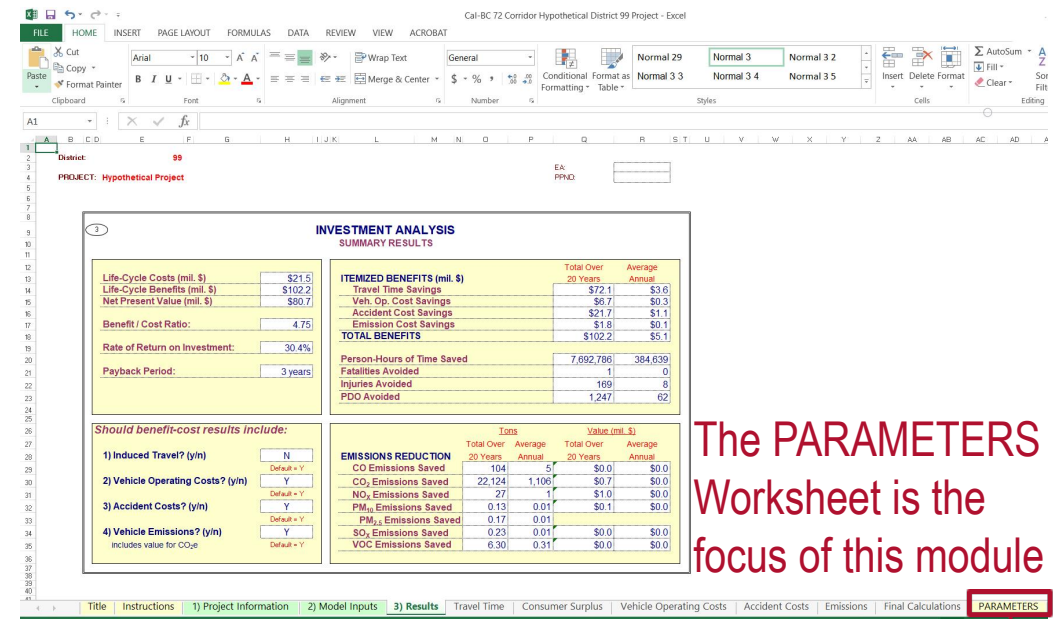 Cal-BC 72 Corridor Hypothetical District 99 Project - Excel
FILE HOME INSERT PAGE LAYOUT FORMULAS DATA REVIEW VIEW ACROBAT
Paste
Cut
Copy
Format Painter
Clipboard
Arial 10
B I U
Font
Wrap Text
Merge & Center
Alignment
General
$ % ,
Number
Conditional Formatting
Format as Table
Normal 29 Normal 3 Normal 3 2
Normal 3 3 Normal 3 4 Normal 3 5
Styles
Insert Delete Format
Cells
AutoSum
Fill
Clear
Sor
Filt
Editing
A1 fx
A B C D E F G H I J K L M N O P Q R S T U V W X Y Z AA AB AC AD
District: 99
PROJECT: Hypothetical Project
EA:
PPNO:
3
INVESTMENT ANALYSIS
SUMMARY RESULTS
Life-Cycle Costs (mil. $) $21.5
Life-Cycle Benefits (mil. $) $102.2
Net Present Value (mil. $) $80.7
Benefit / Cost Ratio: 4.75
Rate of Return on Investment: 30.4%
Payback Period: 3 years
Total Over Average
ITEMIZED BENEFITS (mil. $) 20 Years Annual
Travel Time Savings $72.1 $3.6
Veh. Op. Cost Savings $6.7 $0.3
Accident Cost Savings $21.7 $1.1
Emission Cost Savings $1.8 $0.1
TOTAL BENEFITS $102.2 $5.1
Person-Hours of Time Saved 7,692,786 384,639
Fatalities Avoided 1 0
Injuries Avoided 169 8
PDO Avoided 1,247 62
Should benefit-cost results include:
1) Induced Travel? (y/n) N
Default = Y
2) Vehicle Operating Costs? (y/n) Y
Default = Y
3) Accident Costs? (y/n) Y
Default = Y
4) Vehicle Emissions? (y/n) Y
includes value for CO2e Default = Y
Tons Value (mil. $)
Total Over Average Total Over Average
EMISSIONS REDUCTION 20 Years Annual 20 Years Annual
CO Emissions Saved 104 5 $0.0 $0.0
CO2 Emissions Saved 22,124 1,106 $0.7 $0.0
NOX Emissions Saved 27 1 $1.0 $0.0
PM10 Emissions Saved 0.13 0.01 $0.1 $0.0
PM2.5 Emissions Saved 0.17 0.01
SOX Emissions Saved 0.23 0.01 $0.0 $0.0
VOC Emissions Saved 6.30 0.31 $0.0 $0.0
The PARAMETERS
Worksheet is the
focus of this module
Title Instructions 1) Project Information 2) Model Inputs 3) Results Travel Time Consumer Surplus Vehicle Operating Costs Accident Costs Emissions Final Calculations PARAMETERS